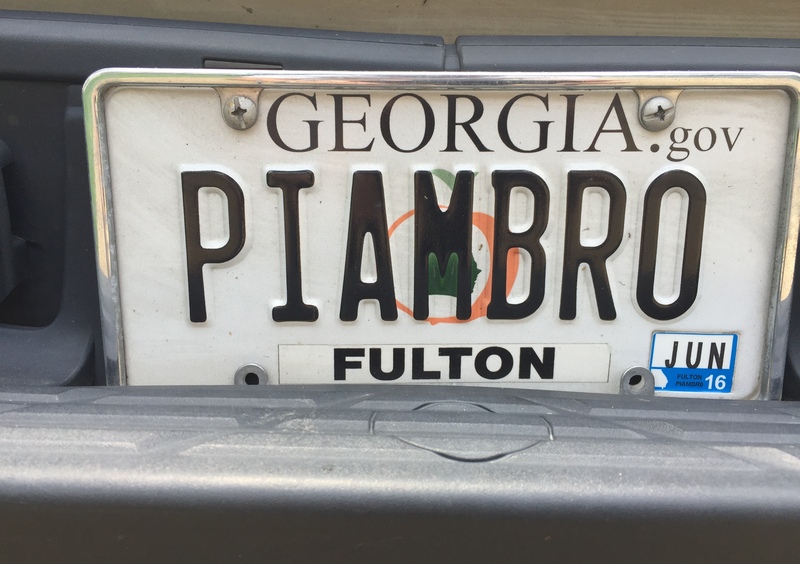 GEORGIA.gov
PIAMBRO
FULTON
JUN
FULTON
PIAMBRO
16